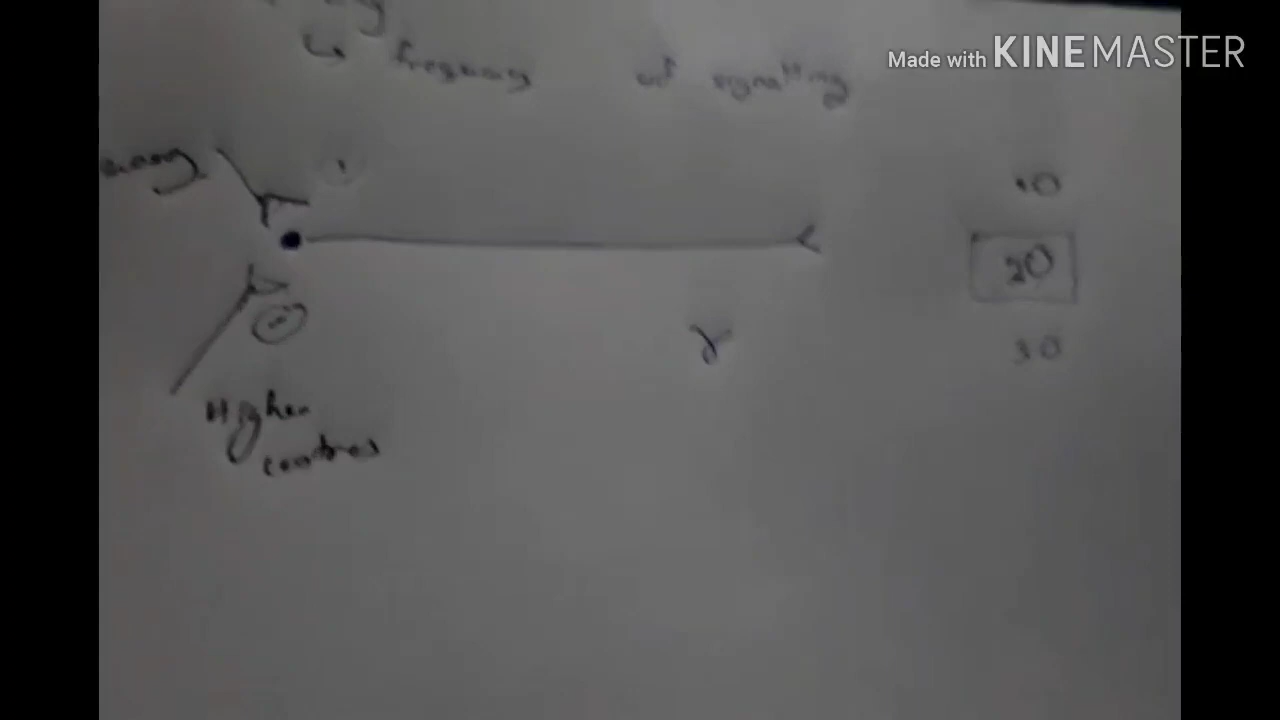 Made with KINEMASTER
↳ frequency of signalling
10
20
30
γ
Higher
centres